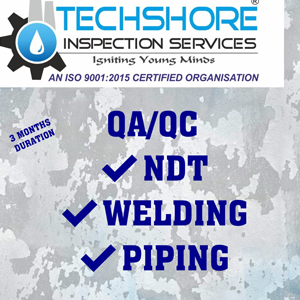 TECHSHORE®
INSPECTION SERVICES
Igniting Young Minds
AN ISO 9001:2015 CERTIFIED ORGANISATION
3 MONTHS
DURATION
QA/QC
✓ NDT
✓ WELDING
✓ PIPING